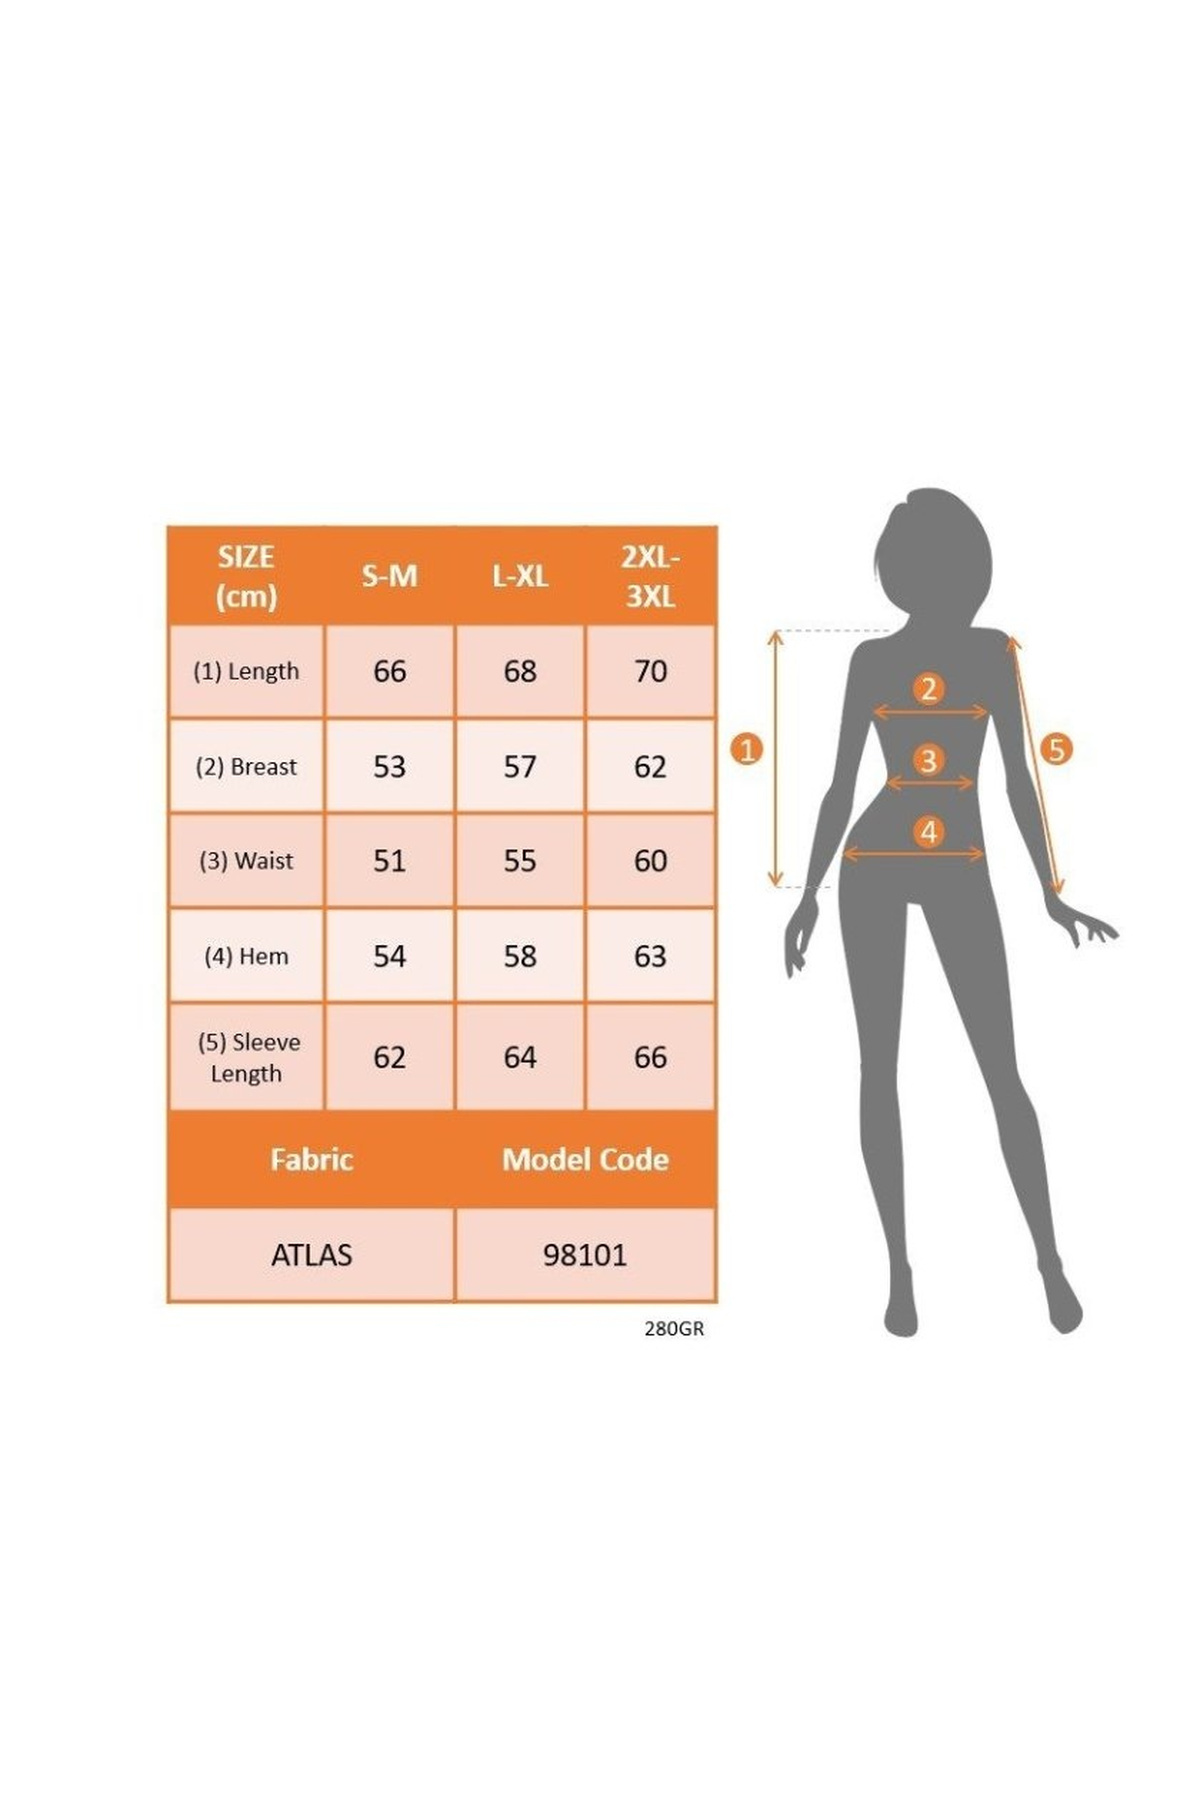 SIZE (cm) S-M L-XL 2XL-3XL
(1) Length 66 68 70
(2) Breast 53 57 62
(3) Waist 51 55 60
(4) Hem 54 58 63
(5) Sleeve Length 62 64 66
Fabric Model Code
ATLAS 98101
280GR
1
2
3
4
5